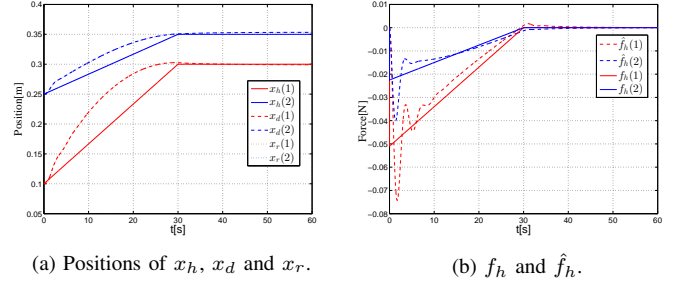 0.4
0.35
0.3
0.25
0.2
0.15
0.1
0.05
Position[m]
0 10 20 30 40 50 60
t[s]
x_h(1)
x_h(2)
x_d(1)
x_d(2)
x_r(1)
x_r(2)
(a) Positions of x_h, x_d and x_r.
0
−0.01
−0.02
−0.03
−0.04
−0.05
−0.06
−0.07
−0.08
Force[N]
0 10 20 30 40 50 60
t[s]
f̂_h(1)
f̂_h(2)
f_h(1)
f_h(2)
(b) f_h and f̂_h.